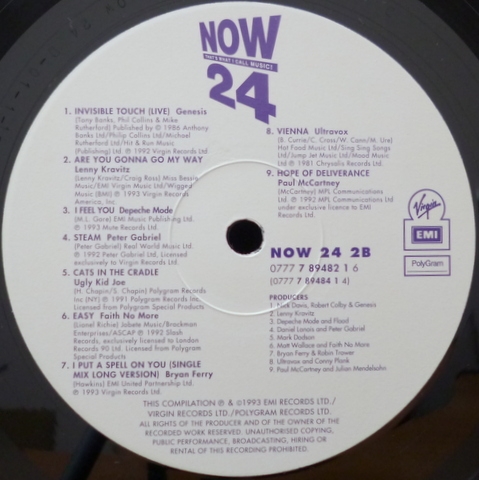 NOW
THAT'S WHAT I CALL MUSIC!
24
1. INVISIBLE TOUCH (LIVE) Genesis
(Tony Banks, Phil Collins & Mike
Rutherford) Published by © 1986 Anthony
Banks Ltd/Philip Collins Ltd/Michael
Rutherford Ltd/Hit & Run Music
(Publishing) Ltd. ℗ 1992 Virgin Records Ltd
2. ARE YOU GONNA GO MY WAY
Lenny Kravitz
(Lenny Kravitz/Craig Ross) Miss Bessie
Music/EMI Virgin Music Ltd/Wigged
Music (BMI) ℗ 1993 Virgin Records
America, Inc
3. I FEEL YOU Depeche Mode
(M.L. Gore) EMI Music Publishing Ltd.
℗ 1993 Mute Records Ltd
4. STEAM Peter Gabriel
(Peter Gabriel) Real World Music Ltd.
℗ 1992 Peter Gabriel Ltd, Licensed
exclusively to Virgin Records Ltd
5. CATS IN THE CRADLE
Ugly Kid Joe
(H. Chapin/S. Chapin) Polygram Records
Inc (NY) ℗ 1991 Polygram Records Inc.
Licensed from Polygram Special Products
6. EASY Faith No More
(Lionel Richie) Jobete Music/Brockman
Enterprises/ASCAP ℗ 1992 Slash
Records, exclusively licensed to London
Records 90 Ltd. Licensed from Polygram
Special Products
7. I PUT A SPELL ON YOU (SINGLE
MIX LONG VERSION) Bryan Ferry
(Hawkins) EMI United Partnership Ltd.
℗ 1993 Virgin Records Ltd
8. VIENNA Ultravox
(B. Currie/C. Cross/W. Cann/M. Ure)
Hot Food Music Ltd/Sing Sing Songs
Ltd/Jump Jet Music Ltd/Mood Music
Ltd ℗ 1981 Chrysalis Records Ltd
9. HOPE OF DELIVERANCE
Paul McCartney
(McCartney) MPL Communications Ltd
℗ 1992 MPL Communications Ltd
under exclusive licence to EMI
Records Ltd.
Virgin
EMI
PolyGram
NOW 24 2B
0777 7 89482 1 6
(0777 7 89484 1 4)
PRODUCERS
1. Nick Davis, Robert Colby & Genesis
2. Lenny Kravitz
3. Depeche Mode and Flood
4. Daniel Lanois and Peter Gabriel
5. Mark Dodson
6. Matt Wallace and Faith No More
7. Bryan Ferry & Robin Trower
8. Ultravox and Conny Plank
9. Paul McCartney and Julian Mendelsohn
THIS COMPILATION ℗ & ©1993 EMI RECORDS LTD./
VIRGIN RECORDS LTD./POLYGRAM RECORDS LTD.
ALL RIGHTS OF THE PRODUCER AND OF THE OWNER OF THE
RECORDED WORK RESERVED. UNAUTHORISED COPYING,
PUBLIC PERFORMANCE, BROADCASTING, HIRING OR
RENTAL OF THIS RECORDING PROHIBITED.